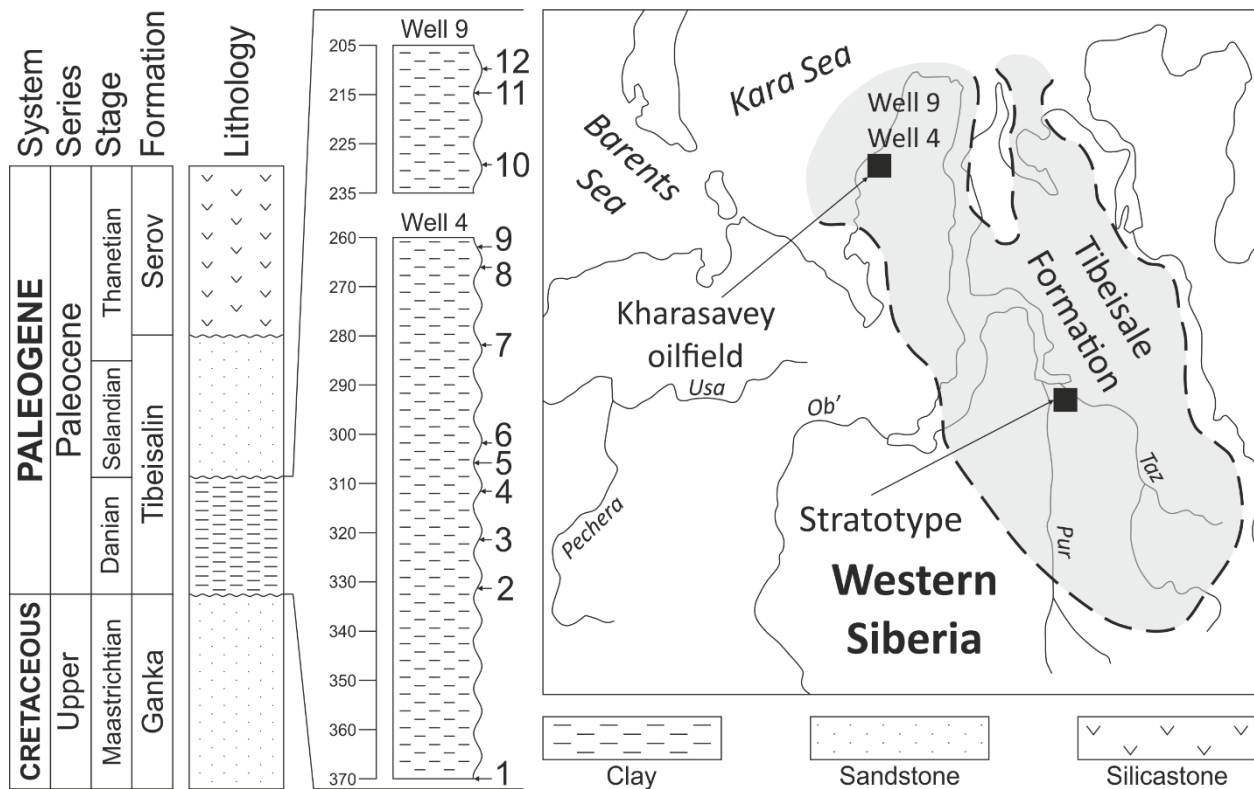 System
Series
Stage
Formation
Lithology
PALEOGENE
Paleocene
Thanetian
Selandian
Danian
Serov
Tibeisalin
CRETACEOUS
Upper
Maastrichtian
Ganka
Well 9
205
215
225
235
12
11
10
Well 4
260
270
280
290
300
310
320
330
340
350
360
370
9
8
7
6
5
4
3
2
1
Kara Sea
Barents
Sea
Well 9
Well 4
Tibeisale
Formation
Kharasavey
oilfield
Usa
Ob'
Pechera
Stratotype
Taz
Pur
Western
Siberia
Clay
Sandstone
Silicastone